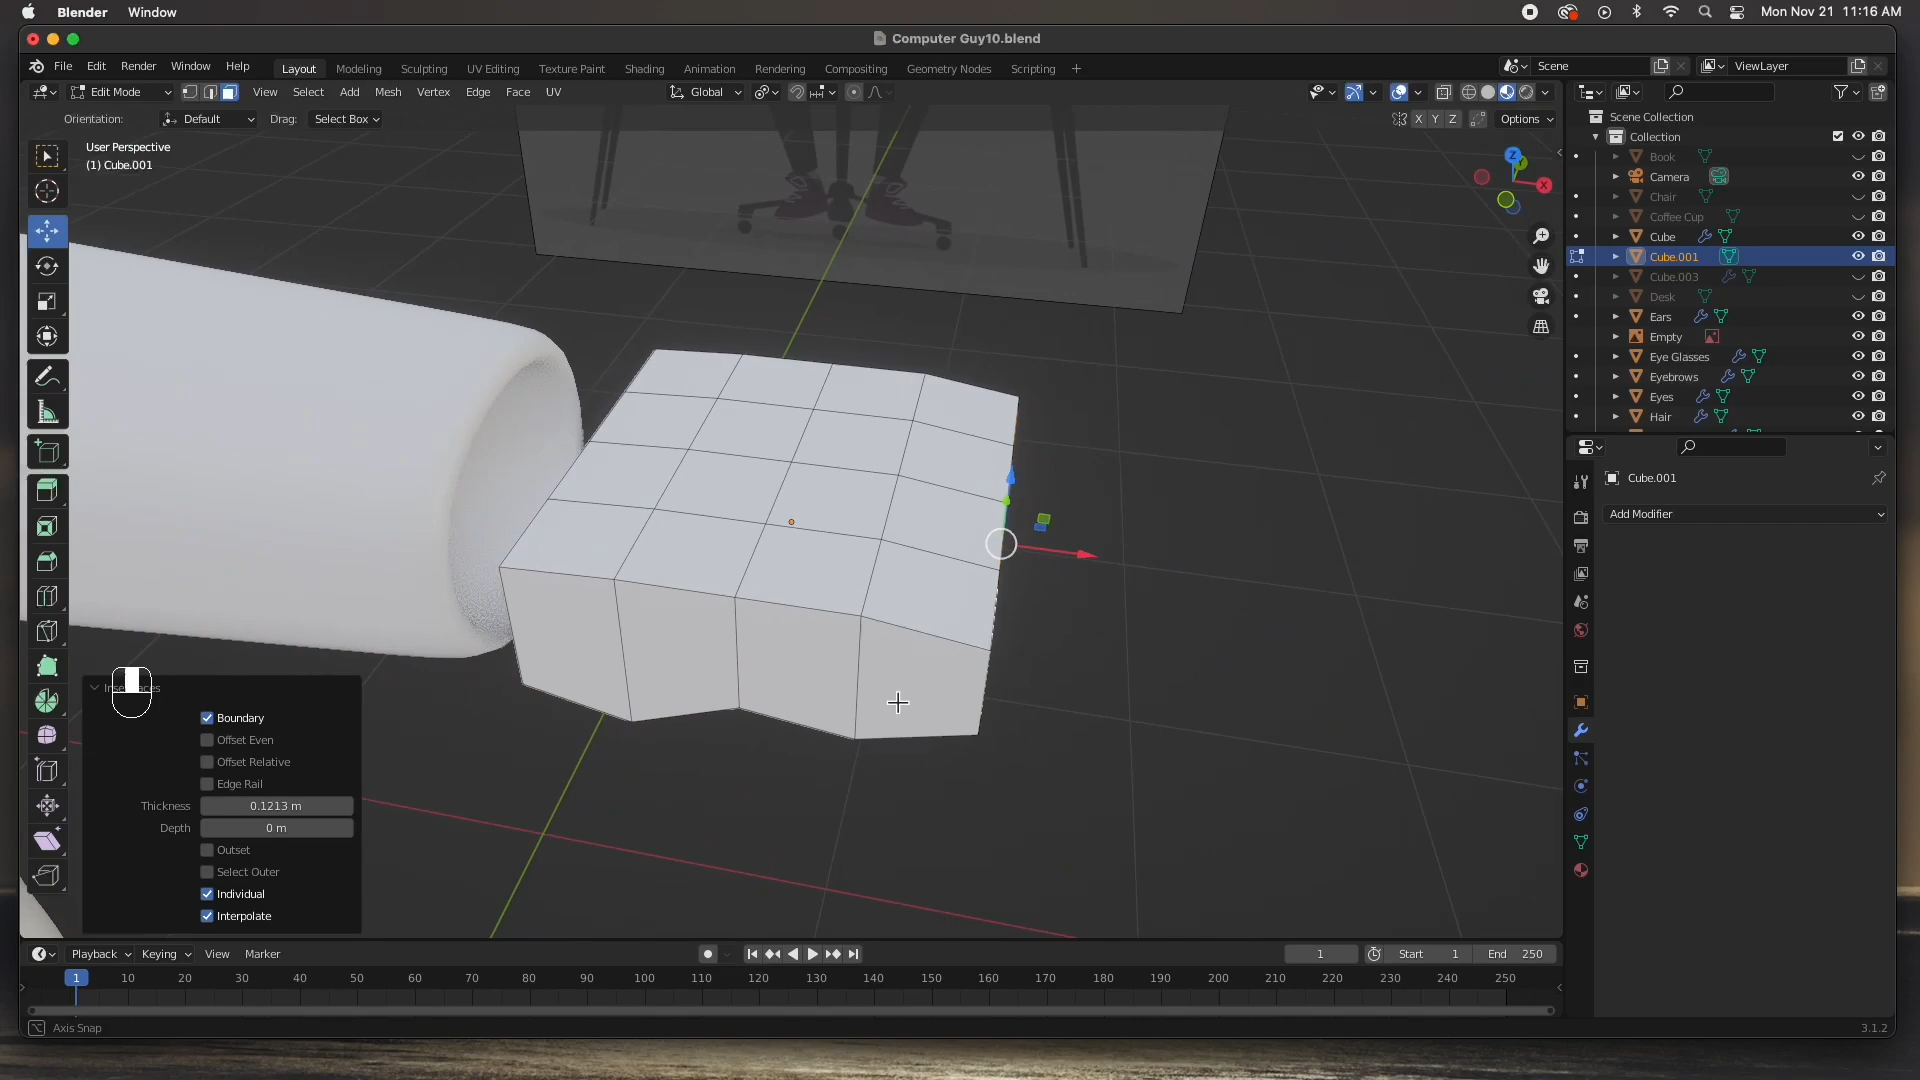 Blender Window Mon Nov 21 11:16 AM
Computer Guy10.blend
File Edit Render Window Help Layout Modeling Sculpting UV Editing Texture Paint Shading Animation Rendering Compositing Geometry Nodes Scripting + Scene ViewLayer
Edit Mode View Select Add Mesh Vertex Edge Face UV Global
Orientation: Default Drag: Select Box X Y Z Options
User Perspective
(1) Cube.001
Z
X
Scene Collection
Collection
Book
Camera
Chair
Coffee Cup
Cube
Cube.001
Cube.003
Desk
Ears
Empty
Eye Glasses
Eyebrows
Eyes
Hair
Cube.001
Add Modifier
Boundary
Offset Even
Offset Relative
Edge Rail
Thickness 0.1213 m
Depth 0 m
Outset
Select Outer
Individual
Interpolate
Playback Keying View Marker 1 Start 1 End 250
1 10 20 30 40 50 60 70 80 90 100 110 120 130 140 150 160 170 180 190 200 210 220 230 240 250
Axis Snap 3.1.2